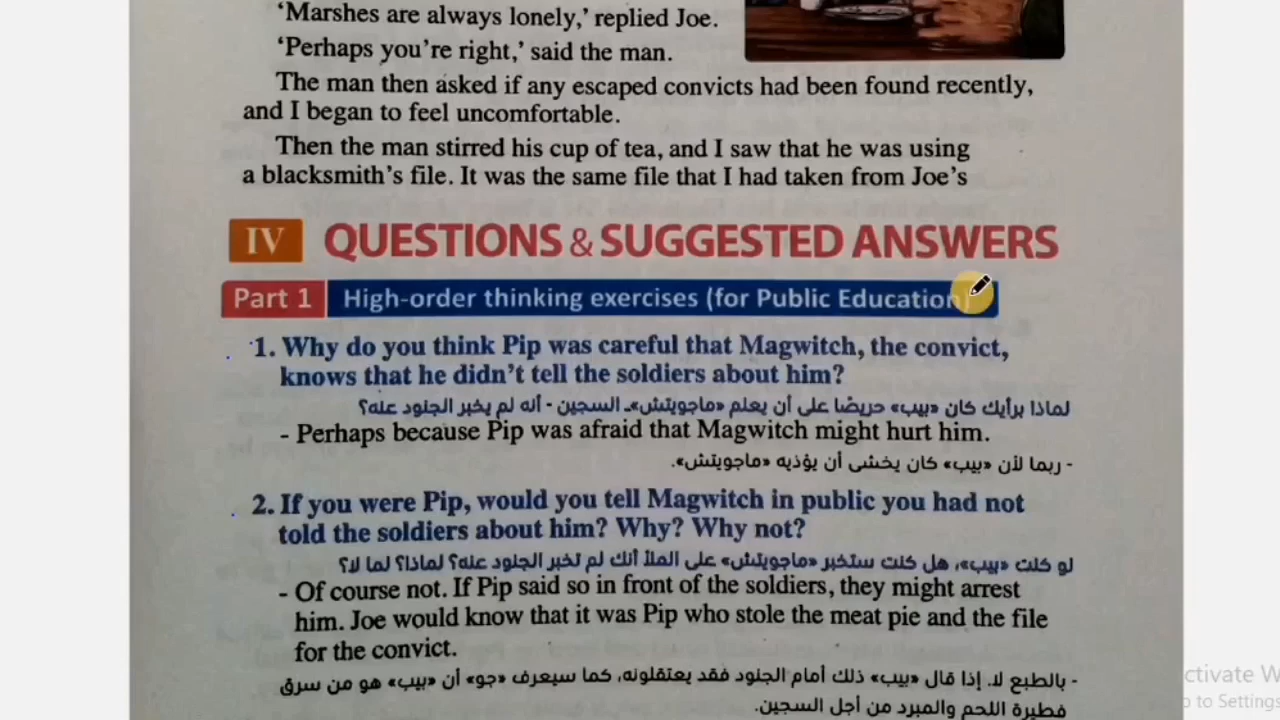 ‘Marshes are always lonely,’ replied Joe.
‘Perhaps you’re right,’ said the man.
The man then asked if any escaped convicts had been found recently,
and I began to feel uncomfortable.
Then the man stirred his cup of tea, and I saw that he was using
a blacksmith’s file. It was the same file that I had taken from Joe’s
IV QUESTIONS & SUGGESTED ANSWERS
Part 1 High-order thinking exercises (for Public Education)
1. Why do you think Pip was careful that Magwitch, the convict,
knows that he didn’t tell the soldiers about him?
لماذا برأيك كان «بيب» حريصًا على أن يعلم «ماجويتش»ـ السجين - أنه لم يخبر الجنود عنه؟
- Perhaps because Pip was afraid that Magwitch might hurt him.
- ربما لأن «بيب» كان يخشى أن يؤذيه «ماجويتش».
2. If you were Pip, would you tell Magwitch in public you had not
told the soldiers about him? Why? Why not?
لو كنت «بيب»، هل كنت ستخبر «ماجويتش» على الملأ أنك لم تخبر الجنود عنه؟ لماذا؟ لما لا؟
- Of course not. If Pip said so in front of the soldiers, they might arrest
him. Joe would know that it was Pip who stole the meat pie and the file
for the convict.
- بالطبع لا. إذا قال «بيب» ذلك أمام الجنود فقد يعتقلونه، كما سيعرف «جو» أن «بيب» هو من سرق
فطيرة اللحم والمبرد من أجل السجين.
ctivate W
o to Settings